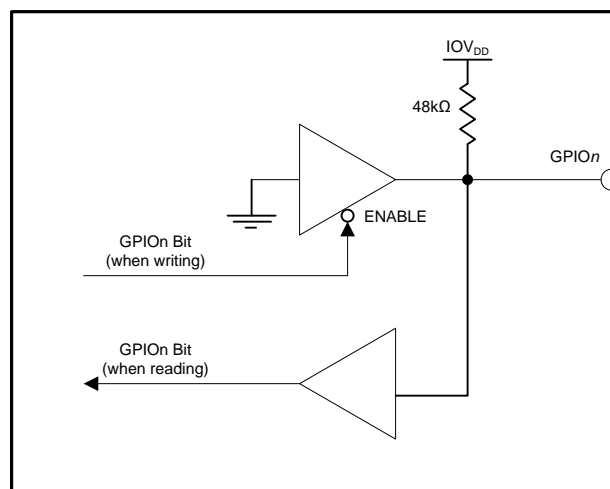 IOVDD
48kΩ
GPIOn
ENABLE
GPIOn Bit
(when writing)
GPIOn Bit
(when reading)